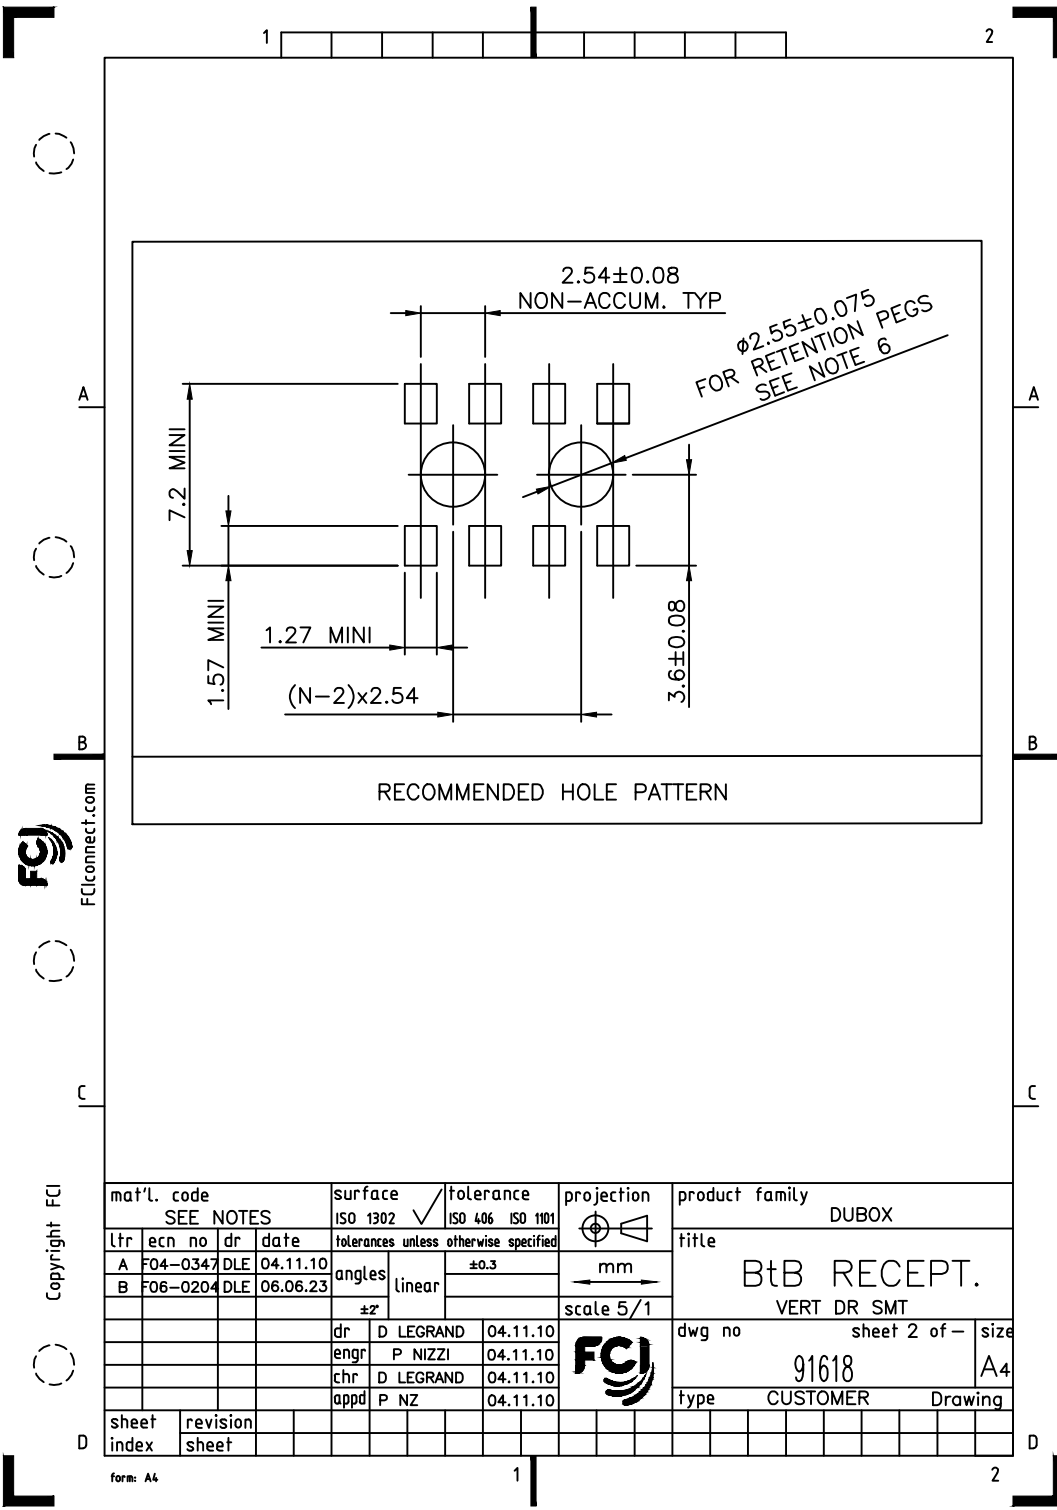 1
2
2.54±0.08
NON-ACCUM. TYP
ø2.55±0.075
FOR RETENTION PEGS
SEE NOTE 6
A
A
7.2 MINI
1.57 MINI
1.27 MINI
(N-2)x2.54
3.6±0.08
B
B
RECOMMENDED HOLE PATTERN
FCI
FCIconnect.com
C
C
Copyright FCI
mat'l. code
SEE NOTES
surface
ISO 1302
tolerance
ISO 406 ISO 1101
projection
product family
DUBOX
ltr ecn no dr date
tolerances unless otherwise specified
title
A F04-0347 DLE 04.11.10
B F06-0204 DLE 06.06.23
angles
±2°
linear
±0.3
mm
scale 5/1
BtB RECEPT.
VERT DR SMT
dr D LEGRAND 04.11.10
engr P NIZZI 04.11.10
chr D LEGRAND 04.11.10
appd P NZ 04.11.10
FCI
dwg no
sheet 2 of -
size
91618
A4
type CUSTOMER Drawing
sheet index
revision
sheet
D
D
form: A4
1
2